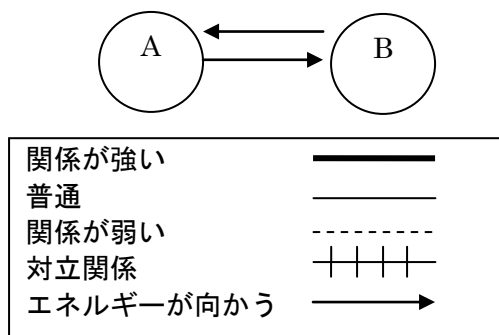 A B
関係が強い
普通
関係が弱い
対立関係
エネルギーが向かう